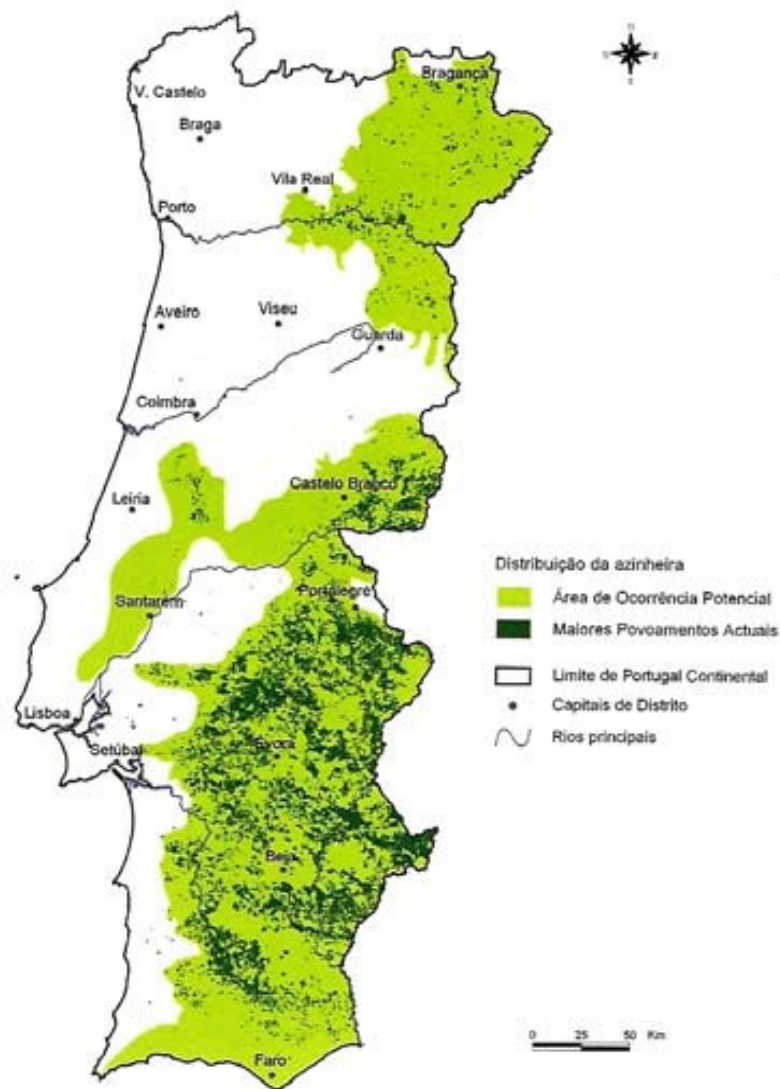 Bragança
V. Castelo
Braga
Vila Real
Porto
Aveiro
Viseu
Guarda
Coimbra
Castelo Branco
Leiria
Distribuição da azinheira
Área de Ocorrência Potencial
Portalegre
Santarém
Maiores Povoamentos Actuais
Limite de Portugal Continental
Lisboa
Capitais de Distrito
Rios principais
Setúbal
Évora
Beja
0 25 50 Km
Faro